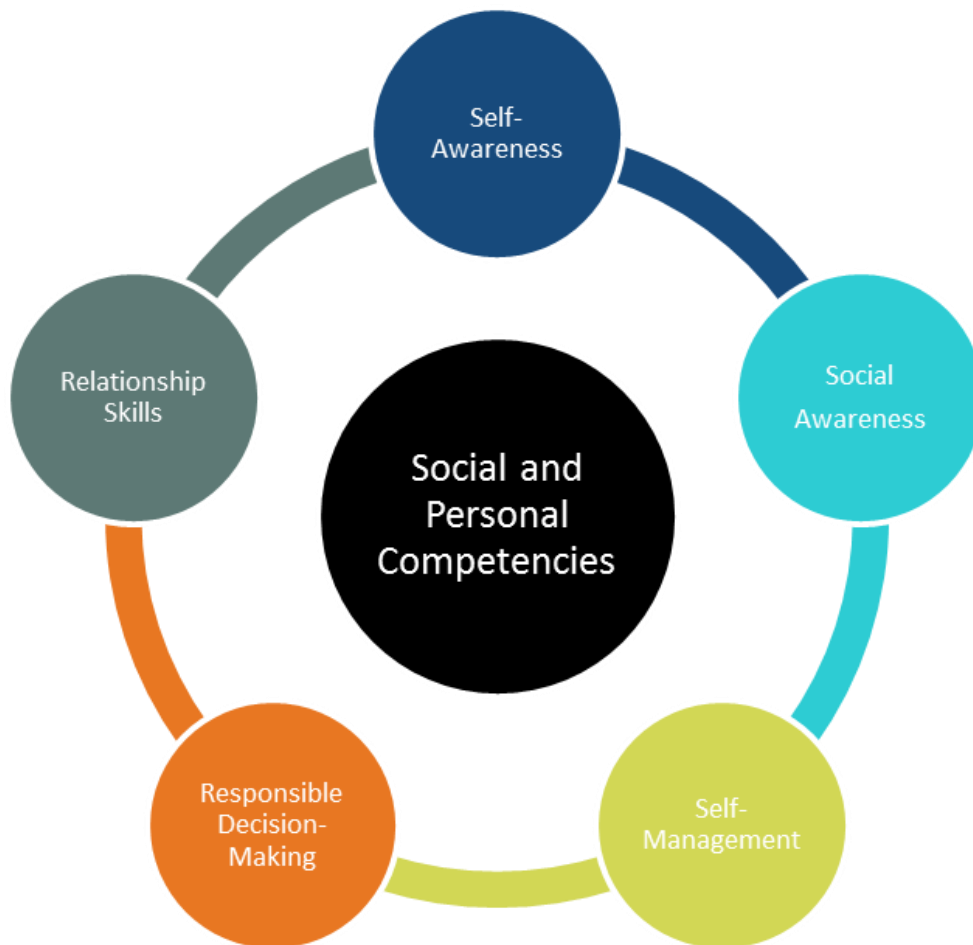 Self-
Awareness
Social
Awareness
Self-
Management
Responsible
Decision-
Making
Relationship
Skills
Social and
Personal
Competencies